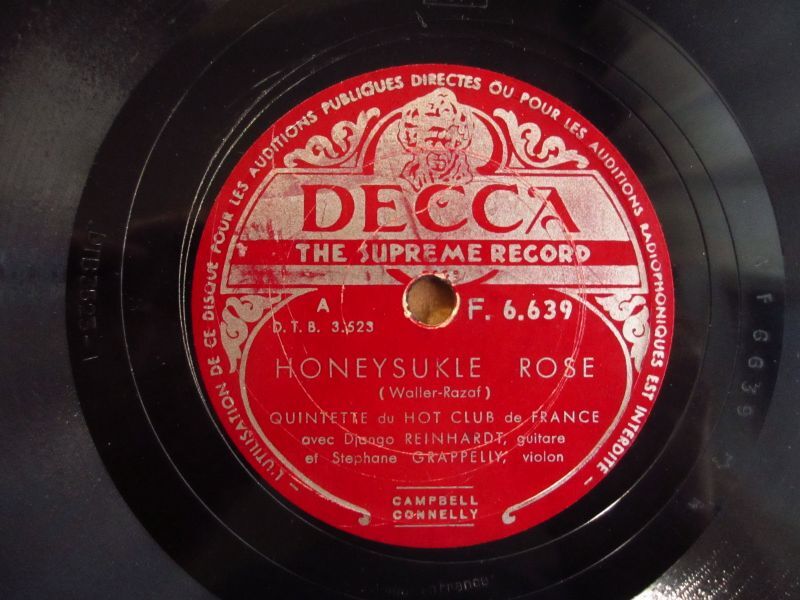 L'UTILISATION DE CE DISQUE POUR LES AUDITIONS PUBLIQUES DIRECTES OU POUR LES AUDITIONS RADIOPHONIQUES EST INTERDITE
DECCA
THE SUPREME RECORD
A
F. 6.639
D.T.B. 3.523
HONEYSUKLE ROSE
(Waller-Razaf)
QUINTETTE du HOT CLUB de FRANCE
avec Django REINHARDT, guitare
et Stephane GRAPPELLY, violon
CAMPBELL
CONNELLY
F 6639